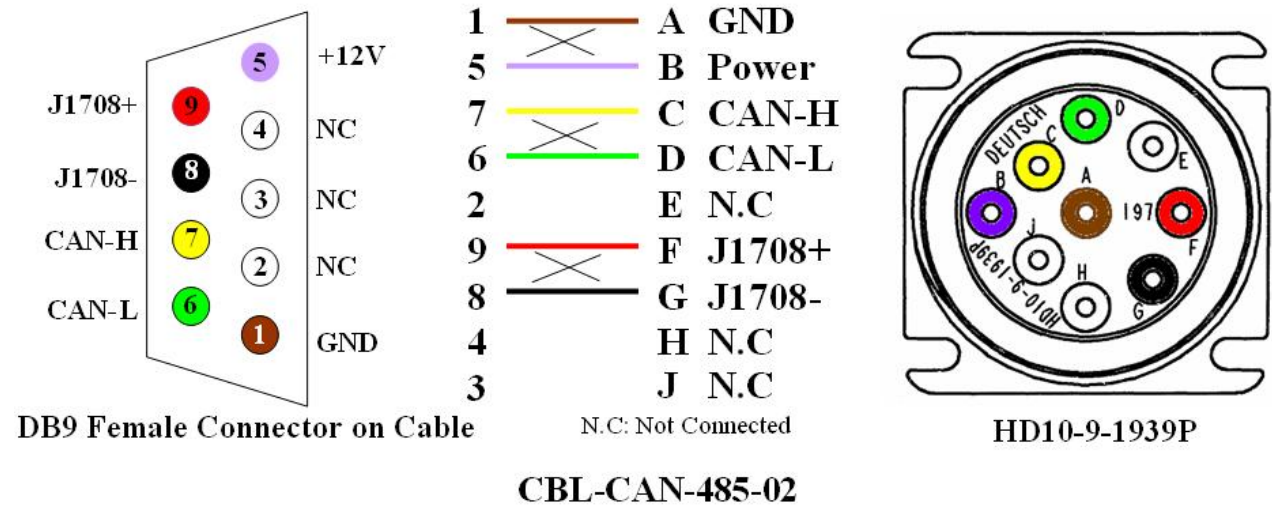 +12V
5
J1708+
9
4
NC
J1708-
8
3
NC
CAN-H
7
2
NC
CAN-L
6
1
GND
DB9 Female Connector on Cable
1 A GND
5 B Power
7 C CAN-H
6 D CAN-L
2 E N.C
9 F J1708+
8 G J1708-
4 H N.C
3 J N.C
N.C: Not Connected
DEUTSCH
D
C
E
B
A
197
J
F
H
G
HD10-9-1939P
HD10-9-1939P
CBL-CAN-485-02